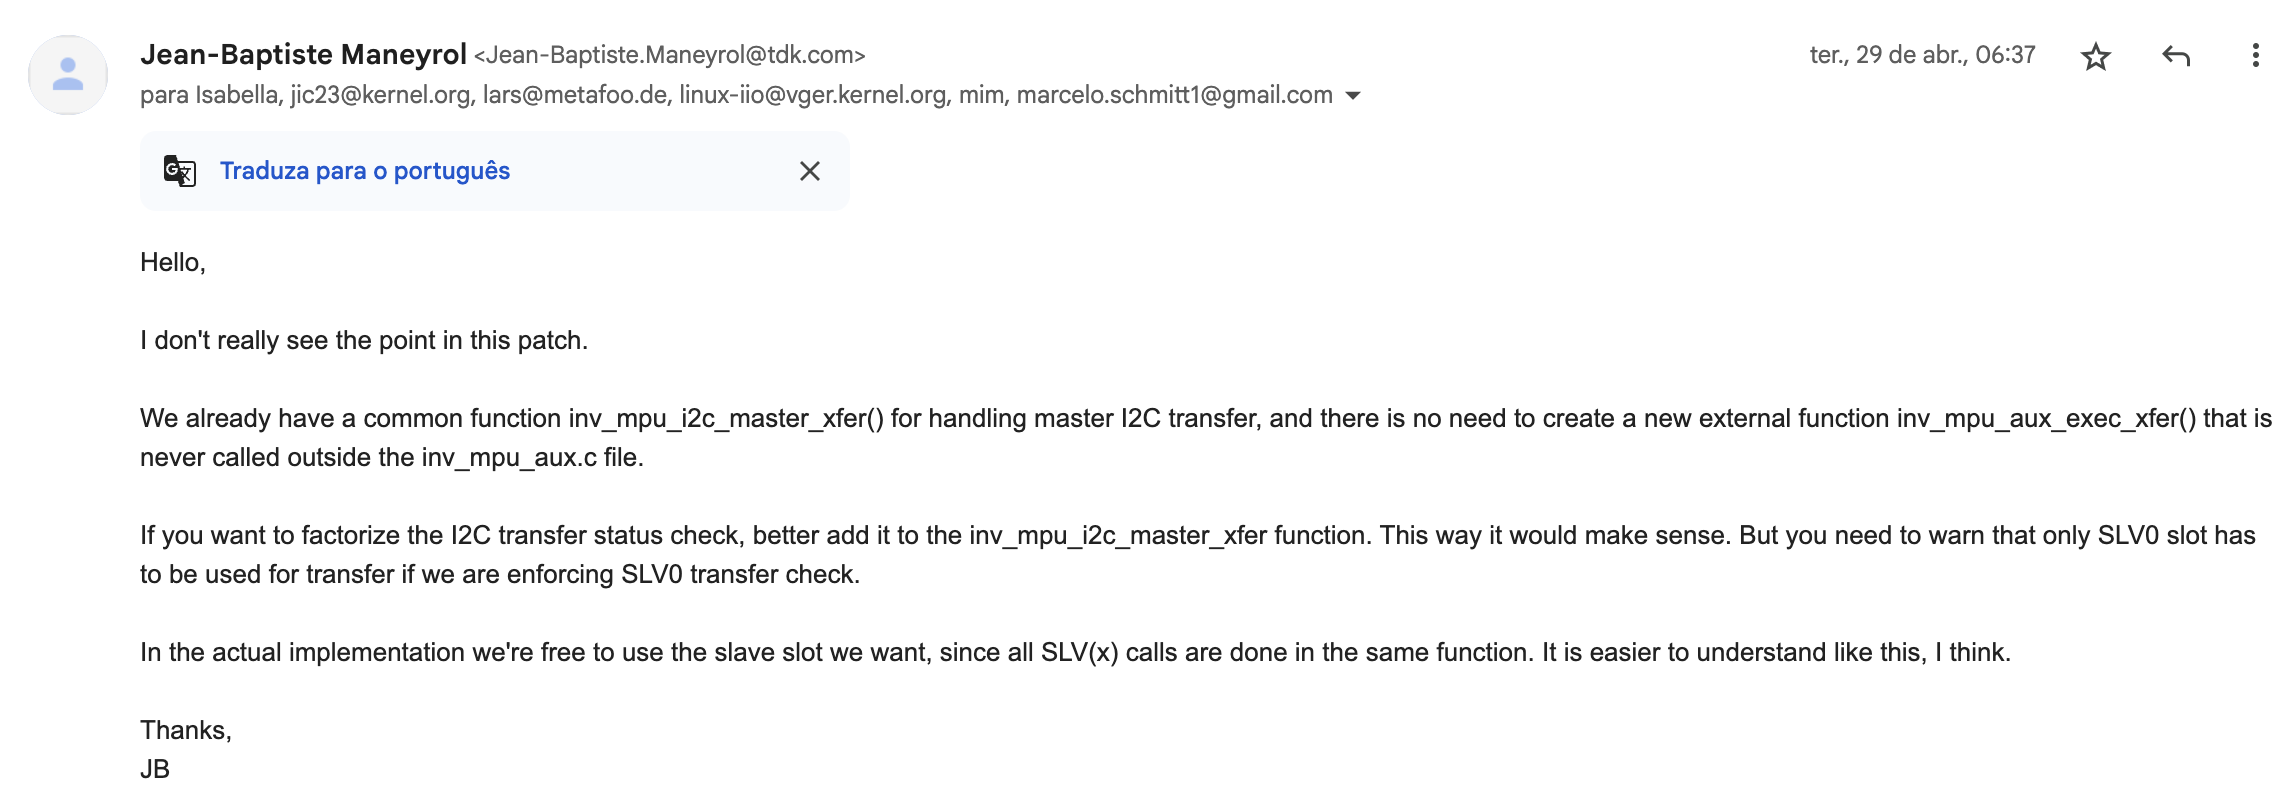 Jean-Baptiste Maneyrol <Jean-Baptiste.Maneyrol@tdk.com> ter., 29 de abr., 06:37
para Isabella, jic23@kernel.org, lars@metafoo.de, linux-iio@vger.kernel.org, mim, marcelo.schmitt1@gmail.com
Traduza para o português
Hello,
I don't really see the point in this patch.
We already have a common function inv_mpu_i2c_master_xfer() for handling master I2C transfer, and there is no need to create a new external function inv_mpu_aux_exec_xfer() that is
never called outside the inv_mpu_aux.c file.
If you want to factorize the I2C transfer status check, better add it to the inv_mpu_i2c_master_xfer function. This way it would make sense. But you need to warn that only SLV0 slot has
to be used for transfer if we are enforcing SLV0 transfer check.
In the actual implementation we're free to use the slave slot we want, since all SLV(x) calls are done in the same function. It is easier to understand like this, I think.
Thanks,
JB